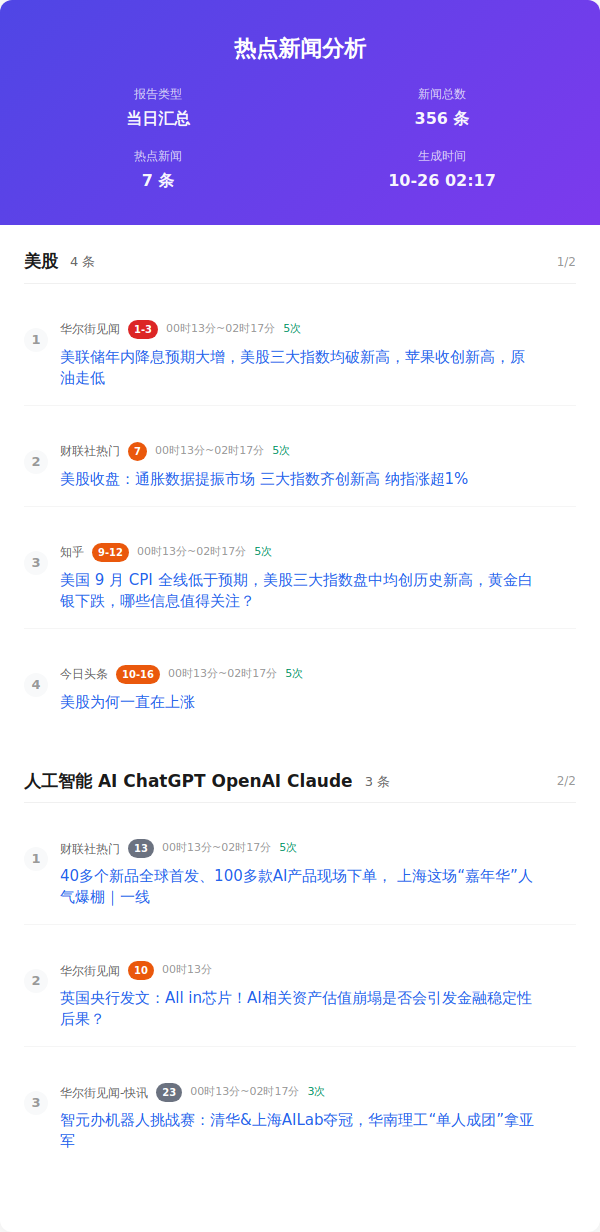 热点新闻分析
报告类型
新闻总数
当日汇总
356 条
热点新闻
生成时间
7 条
10-26 02:17
美股 4 条 1/2
1
华尔街见闻 1-3 00时13分~02时17分 5次
美联储年内降息预期大增，美股三大指数均破新高，苹果收创新高，原
油走低
2
财联社热门 7 00时13分~02时17分 5次
美股收盘：通胀数据提振市场 三大指数齐创新高 纳指涨超1%
3
知乎 9-12 00时13分~02时17分 5次
美国 9 月 CPI 全线低于预期，美股三大指数盘中均创历史新高，黄金白
银下跌，哪些信息值得关注？
4
今日头条 10-16 00时13分~02时17分 5次
美股为何一直在上涨
人工智能 AI ChatGPT OpenAI Claude 3 条 2/2
1
财联社热门 13 00时13分~02时17分 5次
40多个新品全球首发、100多款AI产品现场下单， 上海这场“嘉年华”人
气爆棚｜一线
2
华尔街见闻 10 00时13分
英国央行发文：All in芯片！AI相关资产估值崩塌是否会引发金融稳定性
后果？
3
华尔街见闻-快讯 23 00时13分~02时17分 3次
智元办机器人挑战赛：清华&上海AILab夺冠，华南理工“单人成团”拿亚
军